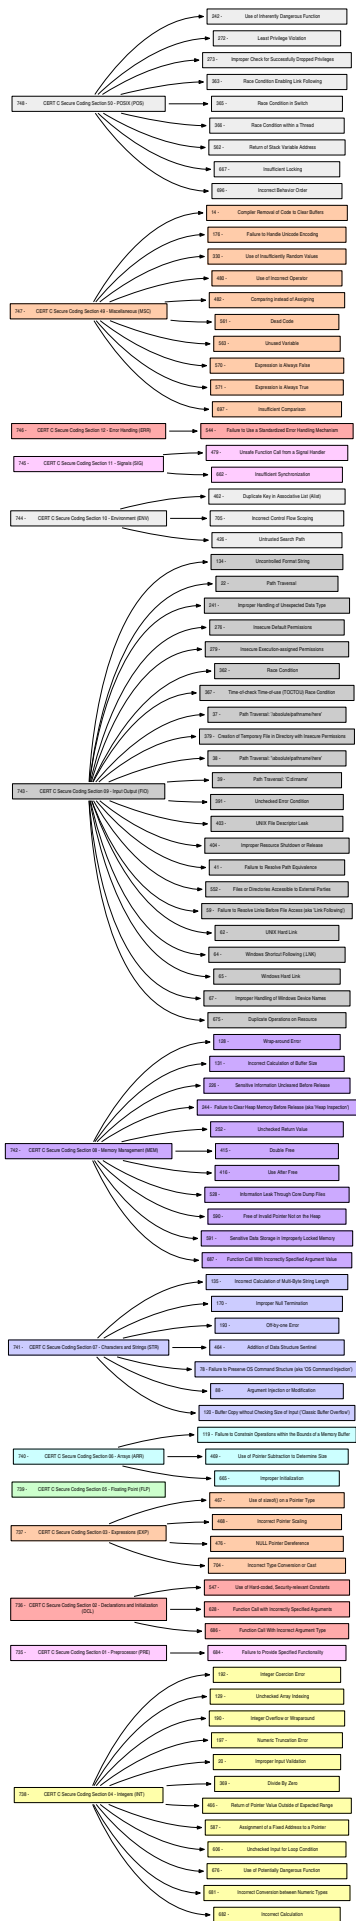 242 - Use of Inherently Dangerous Function
272 - Least Privilege Violation
273 - Improper Check for Successfully Dropped Privileges
363 - Race Condition Enabling Link Following
748 - CERT C Secure Coding Section 50 - POSIX (POS)
365 - Race Condition in Switch
366 - Race Condition within a Thread
562 - Return of Stack Variable Address
667 - Insufficient Locking
696 - Incorrect Behavior Order
14 - Compiler Removal of Code to Clear Buffers
176 - Failure to Handle Unicode Encoding
330 - Use of Insufficiently Random Values
480 - Use of Incorrect Operator
747 - CERT C Secure Coding Section 49 - Miscellaneous (MSC)
482 - Comparing instead of Assigning
561 - Dead Code
563 - Unused Variable
570 - Expression is Always False
571 - Expression is Always True
697 - Insufficient Comparison
746 - CERT C Secure Coding Section 12 - Error Handling (ERR)
544 - Failure to Use a Standardized Error Handling Mechanism
479 - Unsafe Function Call from a Signal Handler
745 - CERT C Secure Coding Section 11 - Signals (SIG)
662 - Insufficient Synchronization
462 - Duplicate Key in Associative List (Alist)
744 - CERT C Secure Coding Section 10 - Environment (ENV)
705 - Incorrect Control Flow Scoping
426 - Untrusted Search Path
134 - Uncontrolled Format String
22 - Path Traversal
241 - Improper Handling of Unexpected Data Type
276 - Insecure Default Permissions
279 - Insecure Execution-assigned Permissions
362 - Race Condition
367 - Time-of-check Time-of-use (TOCTOU) Race Condition
37 - Path Traversal: '/absolute/pathname/here'
379 - Creation of Temporary File in Directory with Insecure Permissions
38 - Path Traversal: '\absolute\pathname\here'
39 - Path Traversal: 'C:dirname'
743 - CERT C Secure Coding Section 09 - Input Output (FIO)
391 - Unchecked Error Condition
403 - UNIX File Descriptor Leak
404 - Improper Resource Shutdown or Release
41 - Failure to Resolve Path Equivalence
552 - Files or Directories Accessible to External Parties
59 - Failure to Resolve Links Before File Access (aka 'Link Following')
62 - UNIX Hard Link
64 - Windows Shortcut Following (.LNK)
65 - Windows Hard Link
67 - Improper Handling of Windows Device Names
675 - Duplicate Operations on Resource
128 - Wrap-around Error
131 - Incorrect Calculation of Buffer Size
226 - Sensitive Information Uncleared Before Release
244 - Failure to Clear Heap Memory Before Release (aka 'Heap Inspection')
252 - Unchecked Return Value
742 - CERT C Secure Coding Section 08 - Memory Management (MEM)
415 - Double Free
416 - Use After Free
528 - Information Leak Through Core-Dump Files
590 - Free of Invalid Pointer Not on the Heap
591 - Sensitive Data Storage in Improperly Locked Memory
687 - Function Call With Incorrectly Specified Argument Value
135 - Incorrect Calculation of Multi-Byte String Length
170 - Improper Null Termination
193 - Off-by-one Error
741 - CERT C Secure Coding Section 07 - Characters and Strings (STR)
464 - Addition of Data Structure Sentinel
78 - Failure to Preserve OS Command Structure (aka 'OS Command Injection')
88 - Argument Injection or Modification
120 - Buffer Copy without Checking Size of Input ('Classic Buffer Overflow')
119 - Failure to Constrain Operations within the Bounds of a Memory Buffer
740 - CERT C Secure Coding Section 06 - Arrays (ARR)
469 - Use of Pointer Subtraction to Determine Size
665 - Improper Initialization
739 - CERT C Secure Coding Section 05 - Floating Point (FLP)
467 - Use of sizeof() on a Pointer Type
468 - Incorrect Pointer Scaling
737 - CERT C Secure Coding Section 03 - Expressions (EXP)
476 - NULL Pointer Dereference
704 - Incorrect Type Conversion or Cast
547 - Use of Hard-coded, Security-relevant Constants
736 - CERT C Secure Coding Section 02 - Declarations and Initialization (DCL)
628 - Function Call with Incorrectly Specified Arguments
686 - Function Call With Incorrect Argument Type
735 - CERT C Secure Coding Section 01 - Preprocessor (PRE)
684 - Failure to Provide Specified Functionality
192 - Integer Coercion Error
129 - Unchecked Array Indexing
190 - Integer Overflow or Wraparound
197 - Numeric Truncation Error
20 - Improper Input Validation
369 - Divide By Zero
738 - CERT C Secure Coding Section 04 - Integers (INT)
466 - Return of Pointer Value Outside of Expected Range
587 - Assignment of a Fixed Address to a Pointer
606 - Unchecked Input for Loop Condition
676 - Use of Potentially Dangerous Function
681 - Incorrect Conversion between Numeric Types
682 - Incorrect Calculation